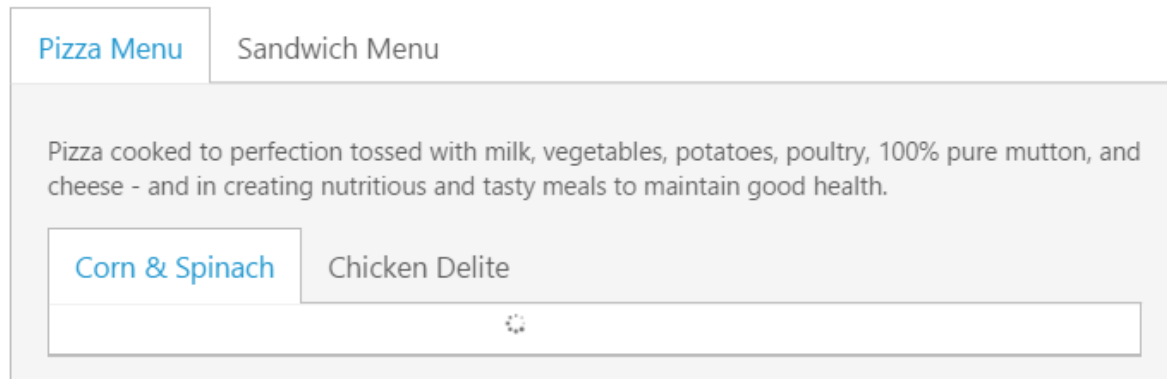 Pizza Menu Sandwich Menu
Pizza cooked to perfection tossed with milk, vegetables, potatoes, poultry, 100% pure mutton, and
cheese - and in creating nutritious and tasty meals to maintain good health.
Corn & Spinach Chicken Delite